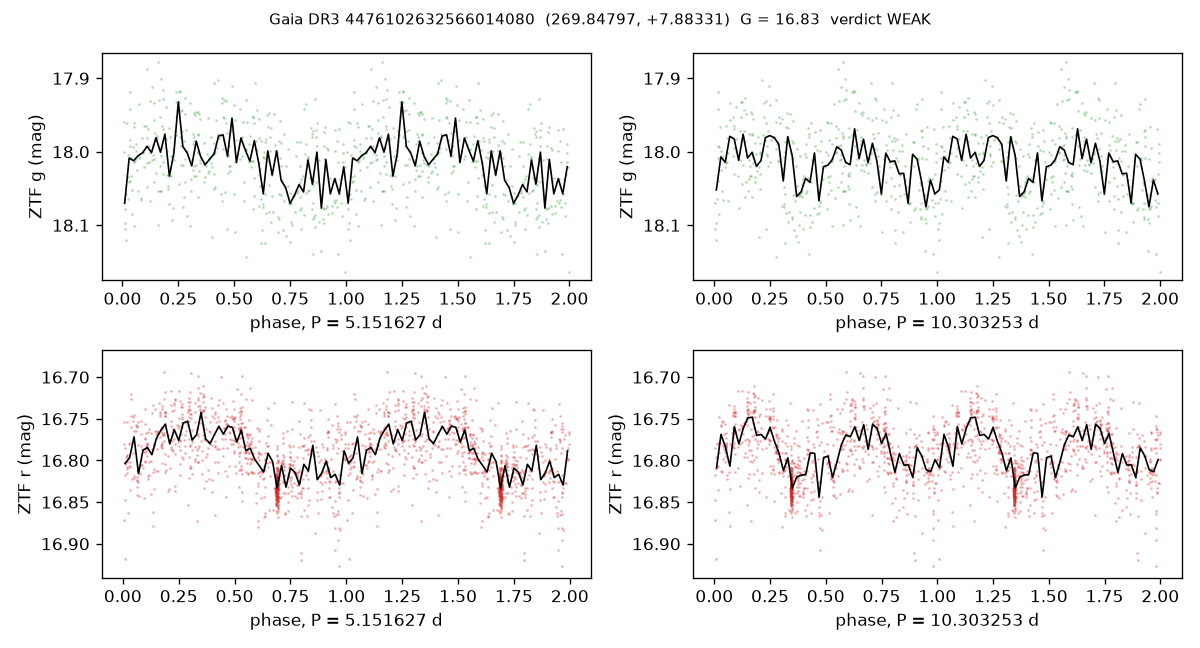 Gaia DR3 4476102632566014080 (269.84797, +7.88331) G = 16.83 verdict WEAK
ZTF g (mag)
17.9
18.0
18.1
0.00 0.25 0.50 0.75 1.00 1.25 1.50 1.75 2.00
phase, P = 5.151627 d
ZTF g (mag)
17.9
18.0
18.1
0.00 0.25 0.50 0.75 1.00 1.25 1.50 1.75 2.00
phase, P = 10.303253 d
ZTF r (mag)
16.70
16.75
16.80
16.85
16.90
0.00 0.25 0.50 0.75 1.00 1.25 1.50 1.75 2.00
phase, P = 5.151627 d
ZTF r (mag)
16.70
16.75
16.80
16.85
16.90
0.00 0.25 0.50 0.75 1.00 1.25 1.50 1.75 2.00
phase, P = 10.303253 d